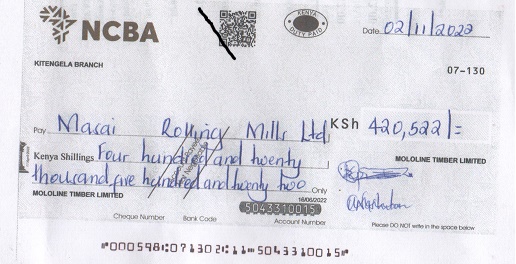 NCBA
KENYA
DUTY PAID
Date 02/11/2022
KITENGELA BRANCH
07-130
Pay Masai Rolling Mills Ltd KSh 420,522/=
Kenya Shillings Four hundred and twenty
thousand five hundred and twenty two Only
MOLOLINE TIMBER LIMITED
16/06/2022
MOLOLINE TIMBER LIMITED
5043310015
Cheque Number Bank Code Account Number
Please DO NOT write in the space below
"000598:071302:11=5043310015"